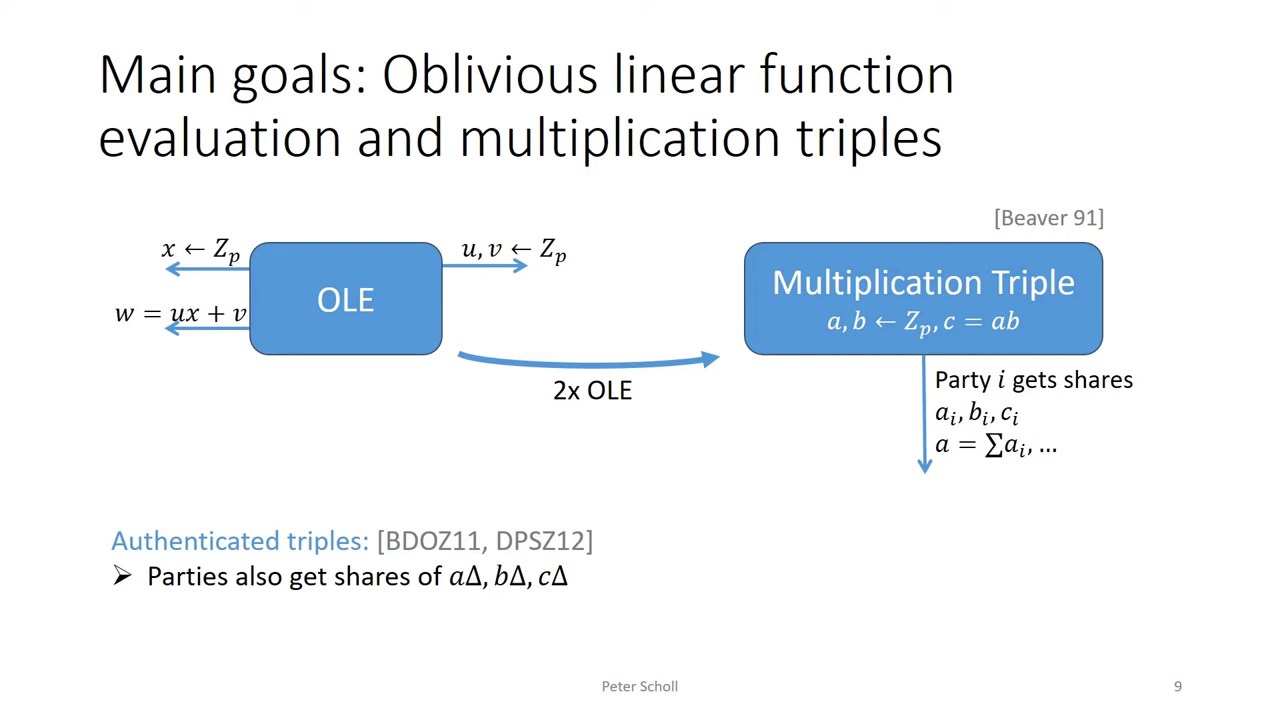 Main goals: Oblivious linear function
evaluation and multiplication triples
[Beaver 91]
x ← Z_p
u, v ← Z_p
w = ux + v
OLE
Multiplication Triple
a, b ← Z_p, c = ab
2x OLE
Party i gets shares
a_i, b_i, c_i
a = ∑a_i, …
Authenticated triples: [BDOZ11, DPSZ12]
➢ Parties also get shares of aΔ, bΔ, cΔ
Peter Scholl
9